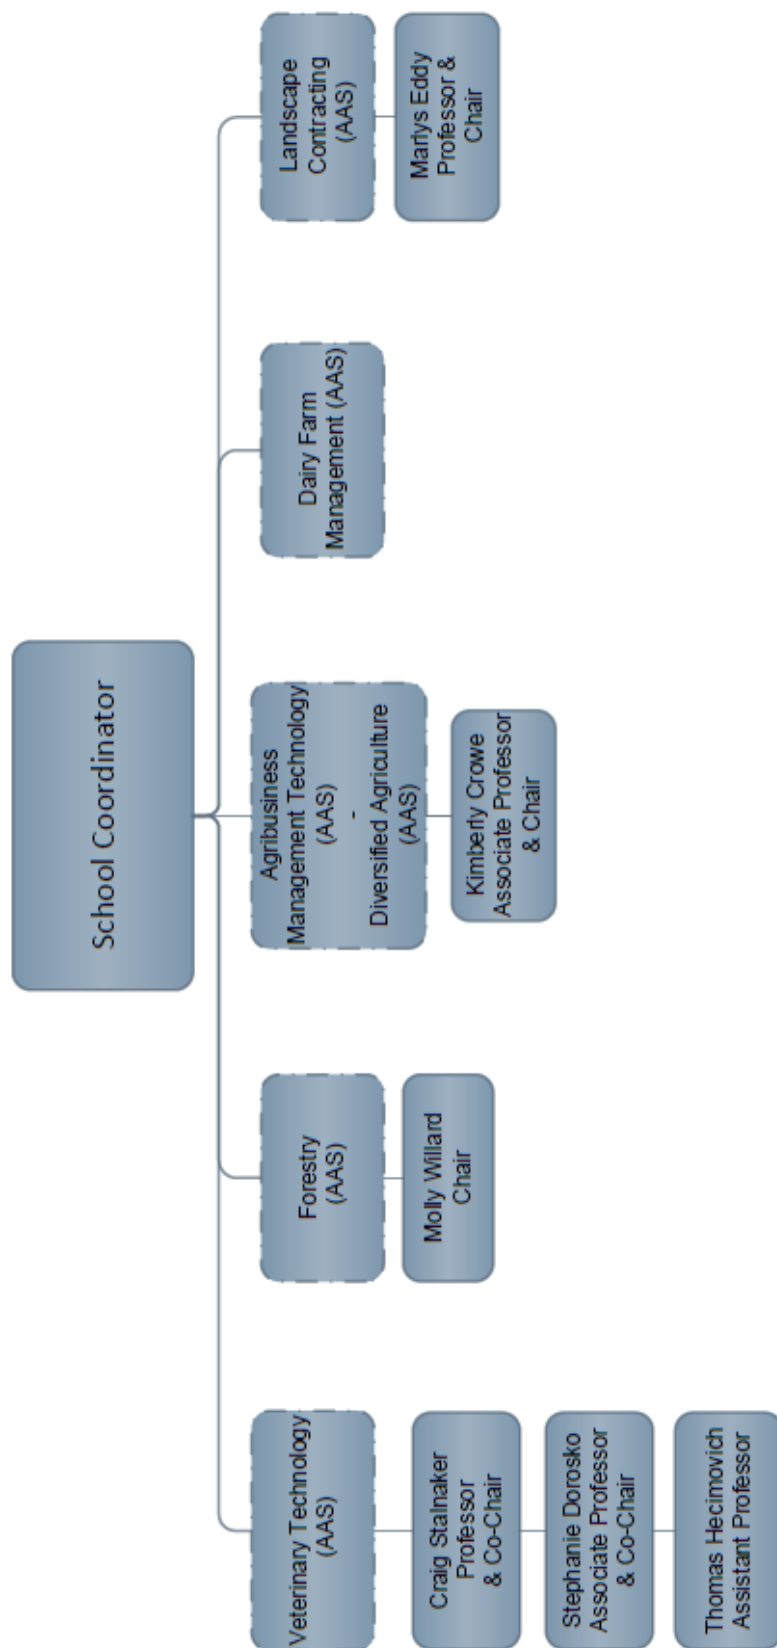 School Coordinator
Veterinary Technology
(AAS)
Craig Stalnaker
Professor
& Co-Chair
Stephanie Dorosko
Associate Professor
& Co-Chair
Thomas Hecimovich
Assistant Professor
Forestry
(AAS)
Molly Willard
Chair
Agribusiness
Management Technology
(AAS)
-
Diversified Agriculture
(AAS)
Kimberly Crowe
Associate Professor
& Chair
Dairy Farm
Management (AAS)
Landscape
Contracting
(AAS)
Marlys Eddy
Professor &
Chair